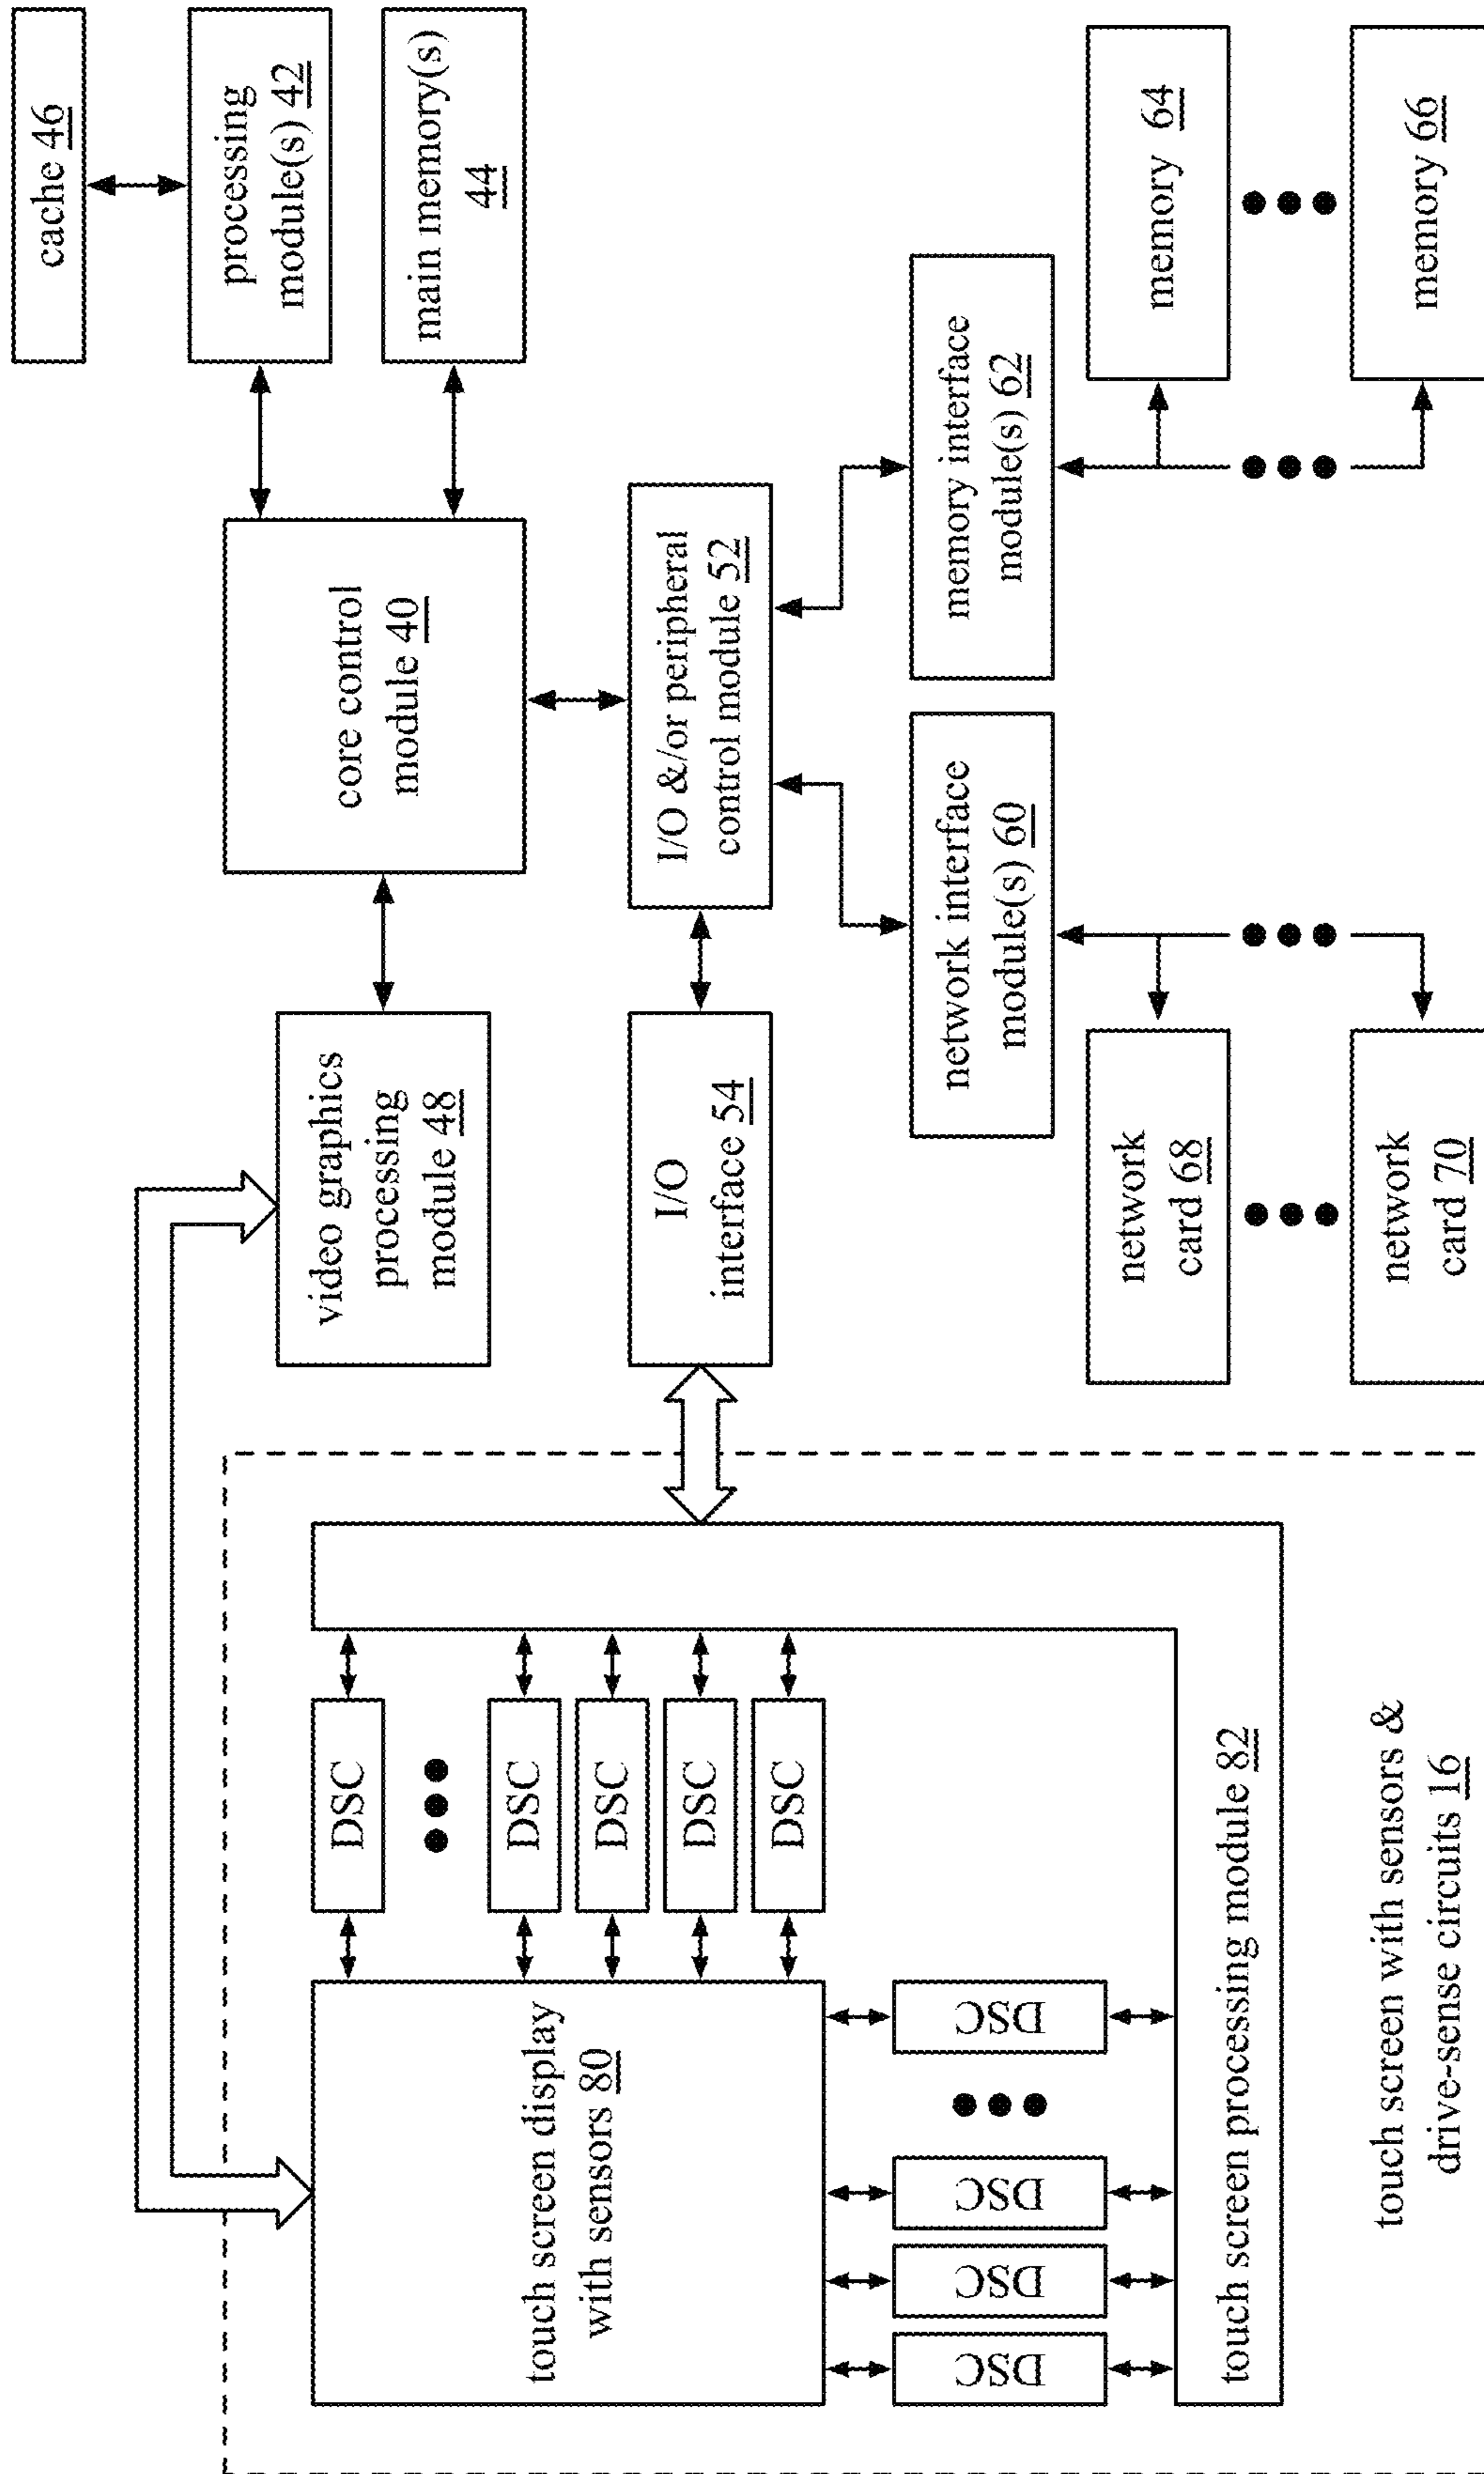 cache 46
processing
module(s) 42
main memory(s)
44
core control
module 40
video graphics
processing
module 48
I/O &/or peripheral
control module 52
I/O
interface 54
memory interface
module(s) 62
network interface
module(s) 60
memory 64
memory 66
network
card 68
network
card 70
touch screen display
with sensors 80
DSC
DSC
DSC
DSC
DSC
DSC
DSC
DSC
DSC
touch screen processing module 82
touch screen with sensors &
drive-sense circuits 16